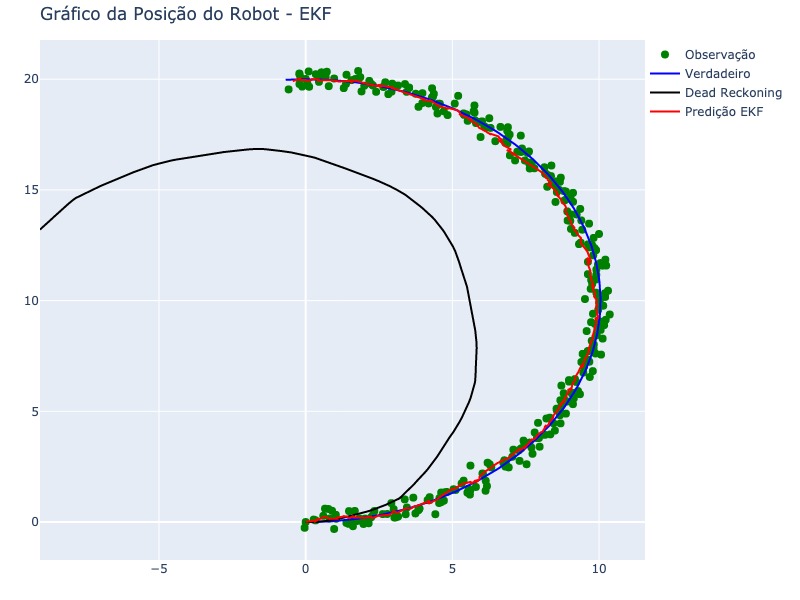 Gráfico da Posição do Robot - EKF
Observação
Verdadeiro
Dead Reckoning
Predição EKF
20
15
10
5
0
−5
0
5
10